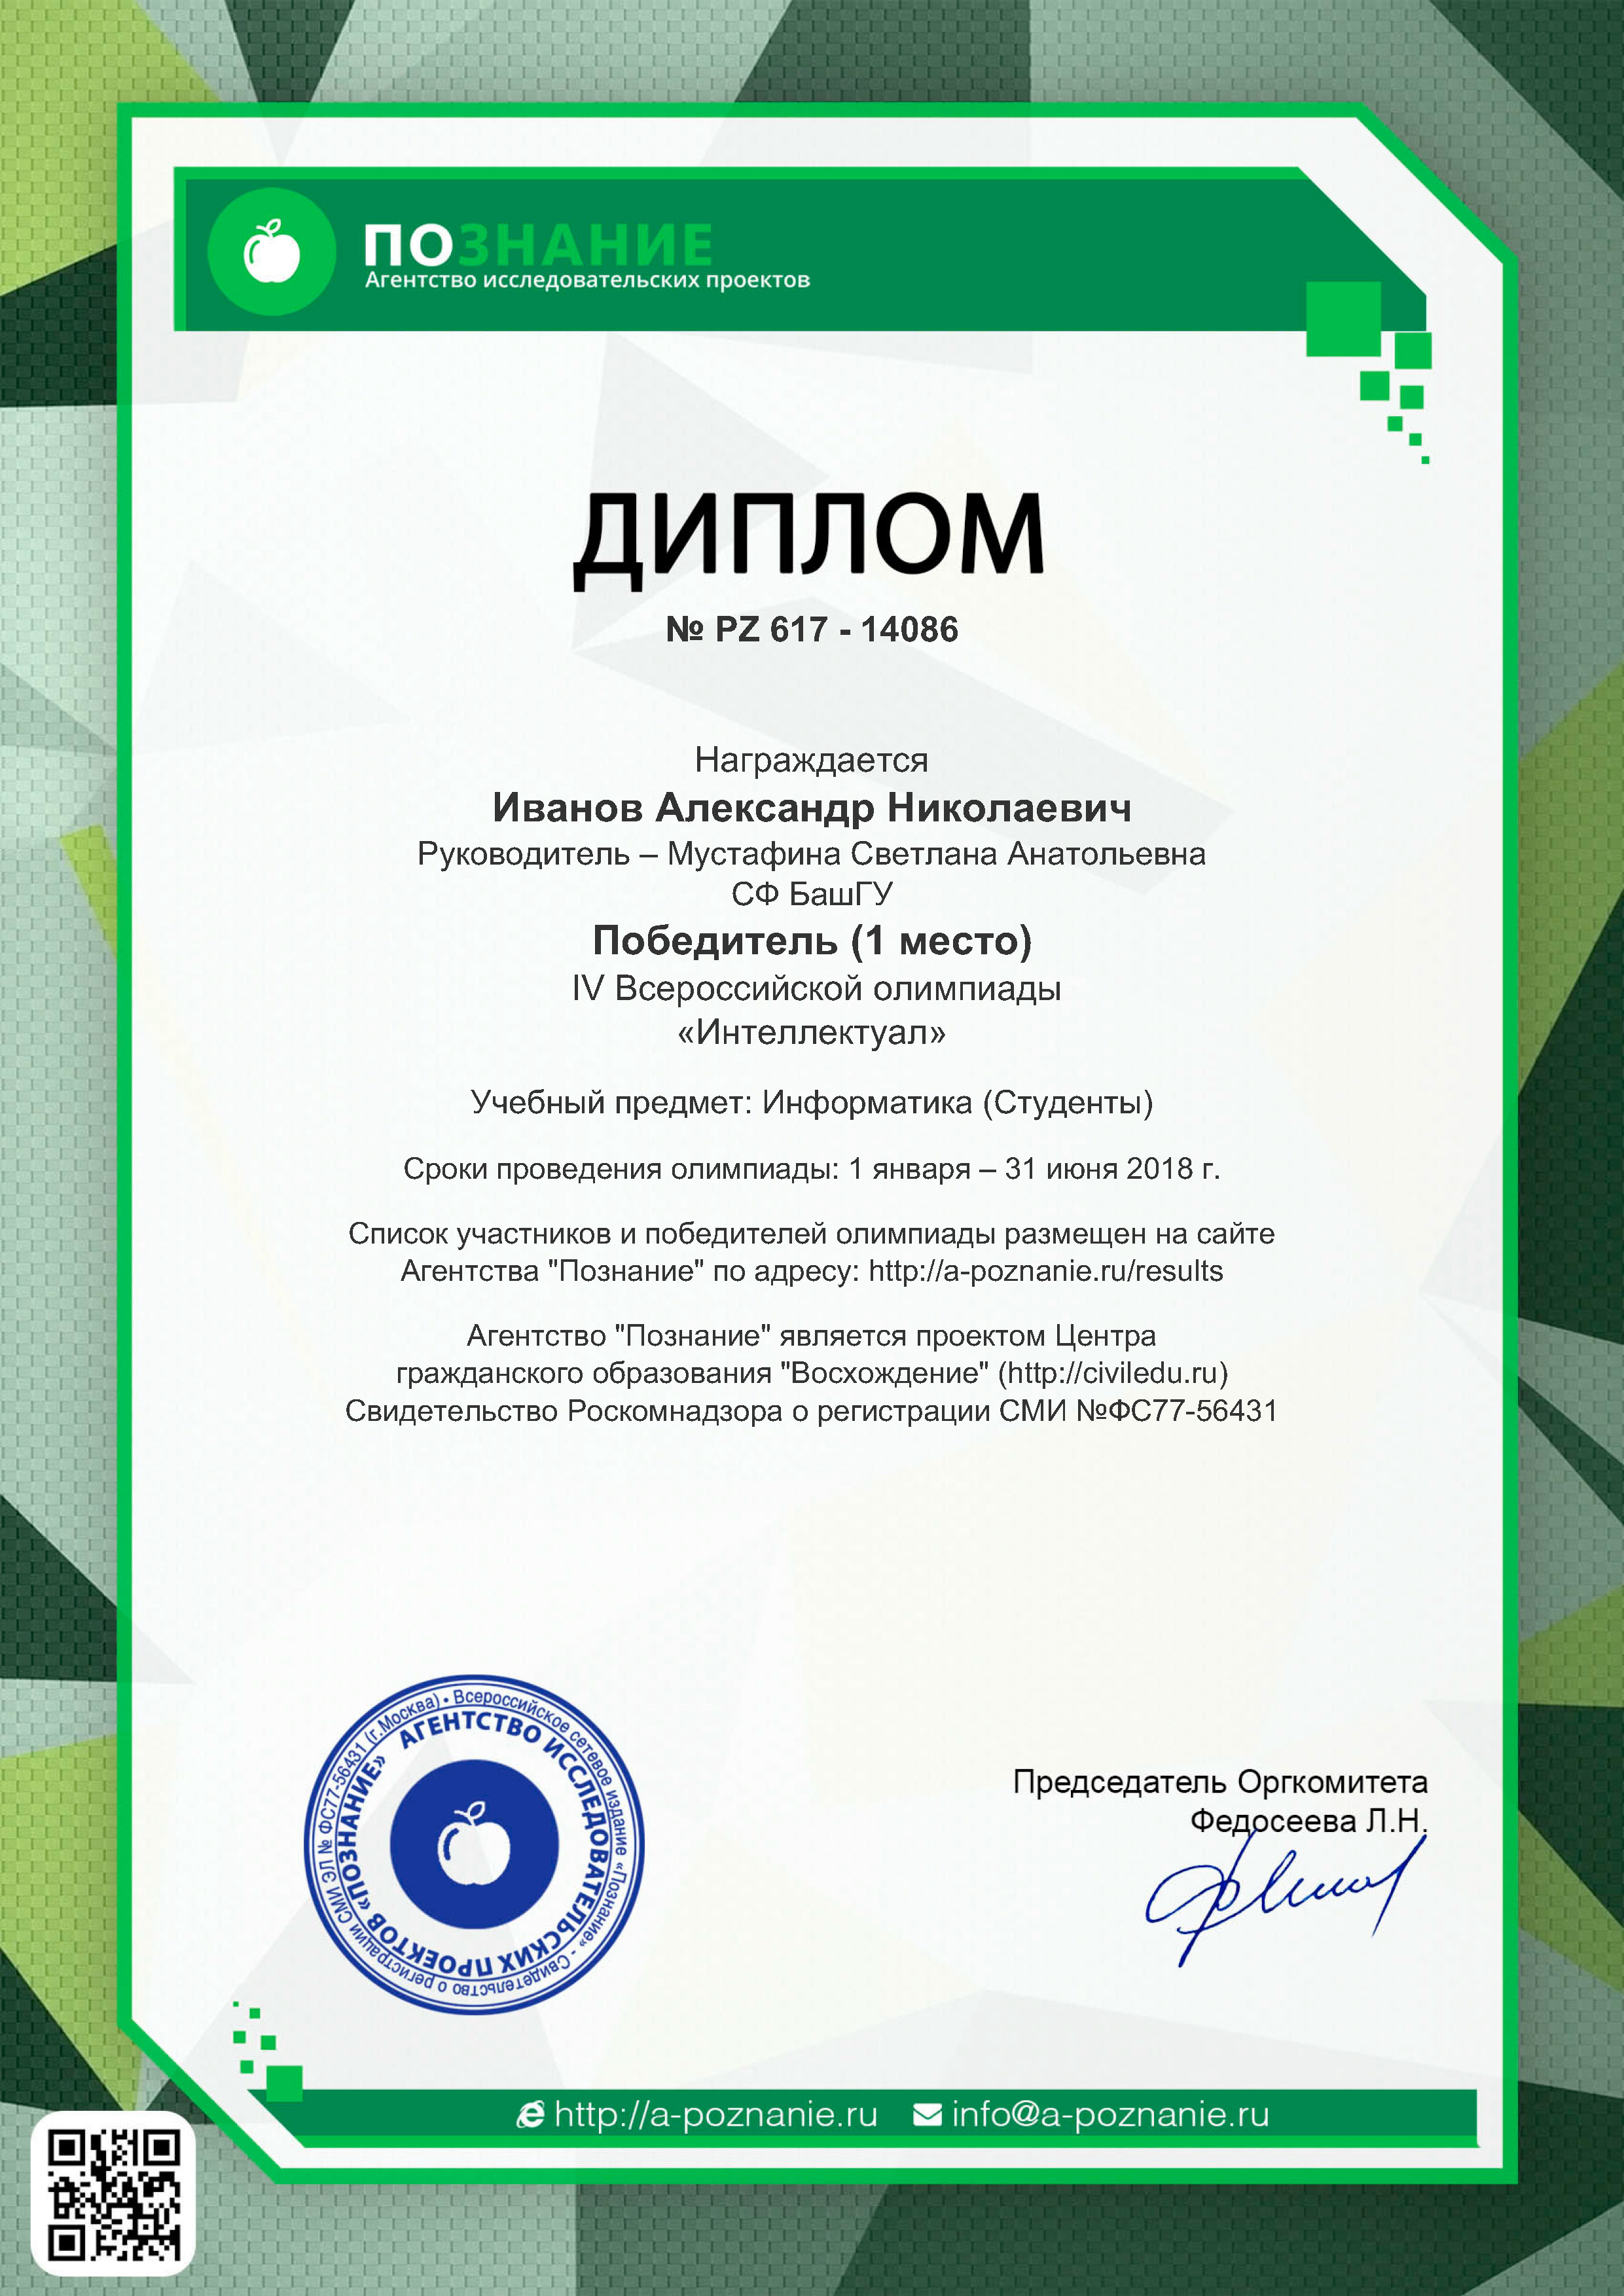 ПОЗНАНИЕ
Агентство исследовательских проектов
ДИПЛОМ
№ PZ 617 - 14086
Награждается
Иванов Александр Николаевич
Руководитель – Мустафина Светлана Анатольевна
СФ БашГУ
Победитель (1 место)
IV Всероссийской олимпиады
«Интеллектуал»
Учебный предмет: Информатика (Студенты)
Сроки проведения олимпиады: 1 января – 31 июня 2018 г.
Список участников и победителей олимпиады размещен на сайте
Агентства "Познание" по адресу: http://a-poznanie.ru/results
Агентство "Познание" является проектом Центра
гражданского образования "Восхождение" (http://civiledu.ru)
Свидетельство Роскомнадзора о регистрации СМИ №ФС77-56431
Всероссийское сетевое издание «Познание» - Свидетельство о регистрации СМИ ЭЛ № ФС77-56431 (г.Москва) •
АГЕНТСТВО ИССЛЕДОВАТЕЛЬСКИХ ПРОЕКТОВ «ПОЗНАНИЕ»
Председатель Оргкомитета
Федосеева Л.Н.
http://a-poznanie.ru info@a-poznanie.ru